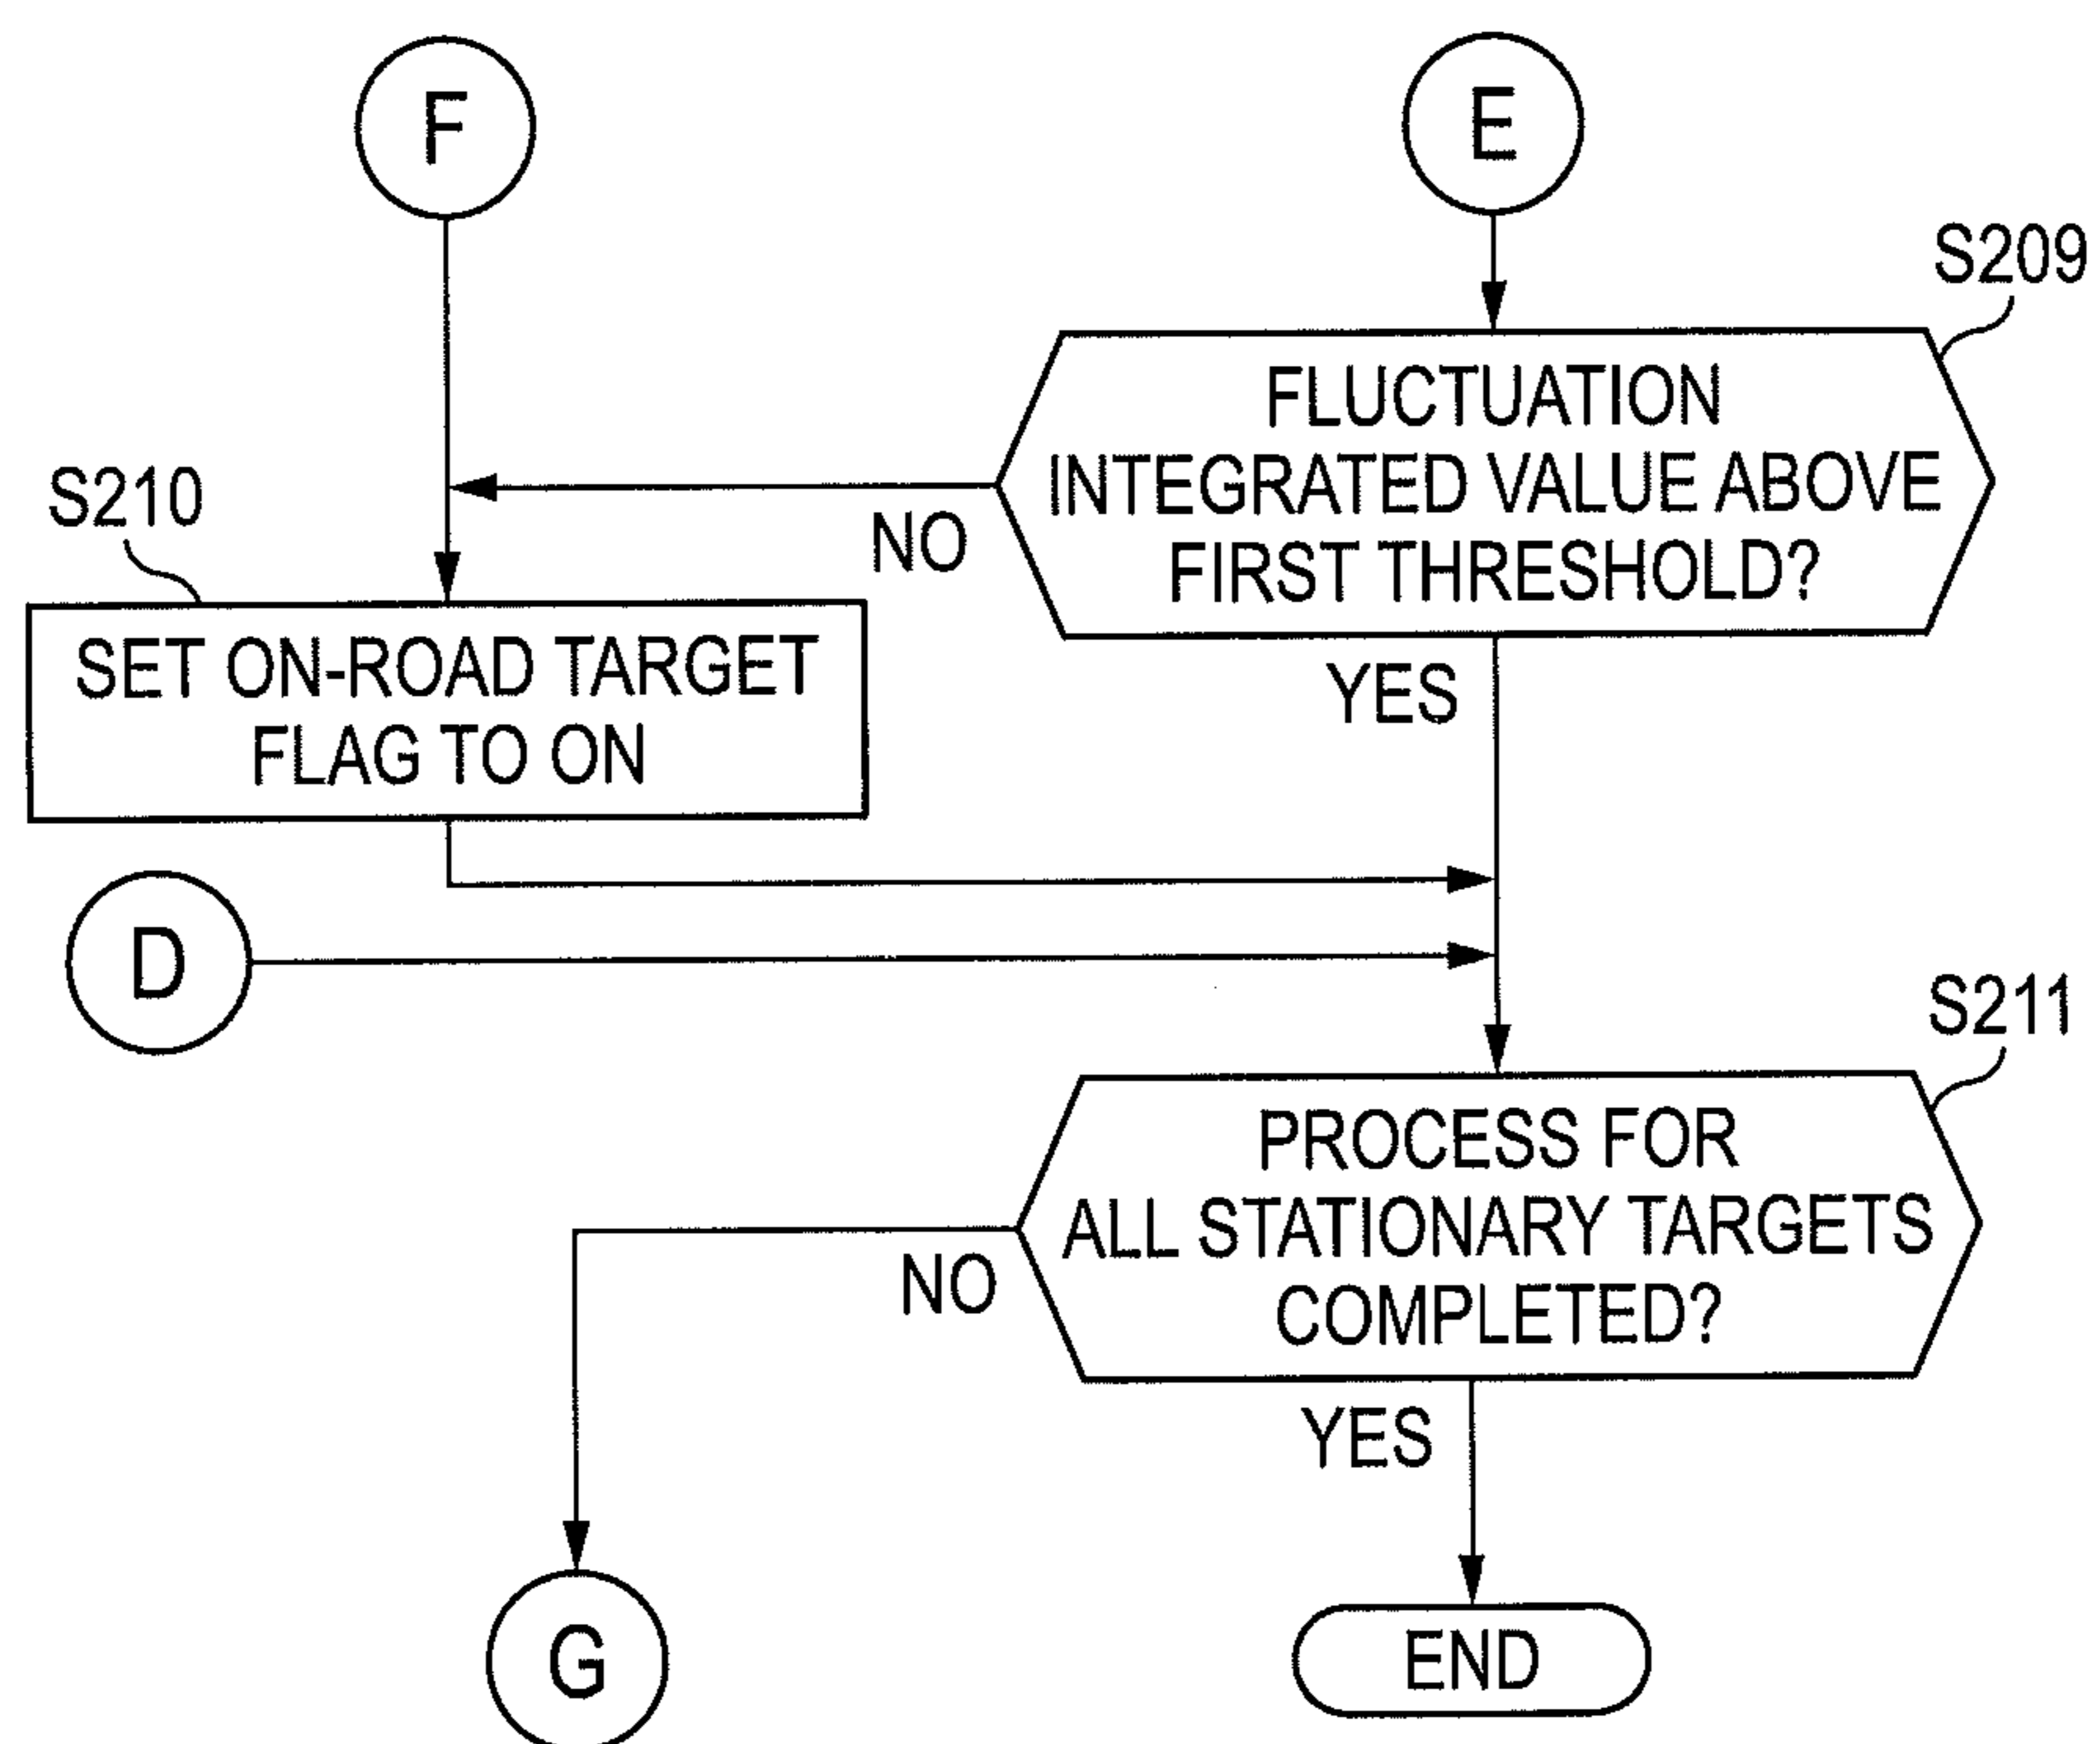 F
E
S209
FLUCTUATION
INTEGRATED VALUE ABOVE
FIRST THRESHOLD?
NO
S210
SET ON-ROAD TARGET
FLAG TO ON
YES
D
S211
PROCESS FOR
ALL STATIONARY TARGETS
COMPLETED?
NO
YES
G
END